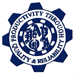 PRODUCTIVITY THROUGH
QUALITY & RELIABILITY